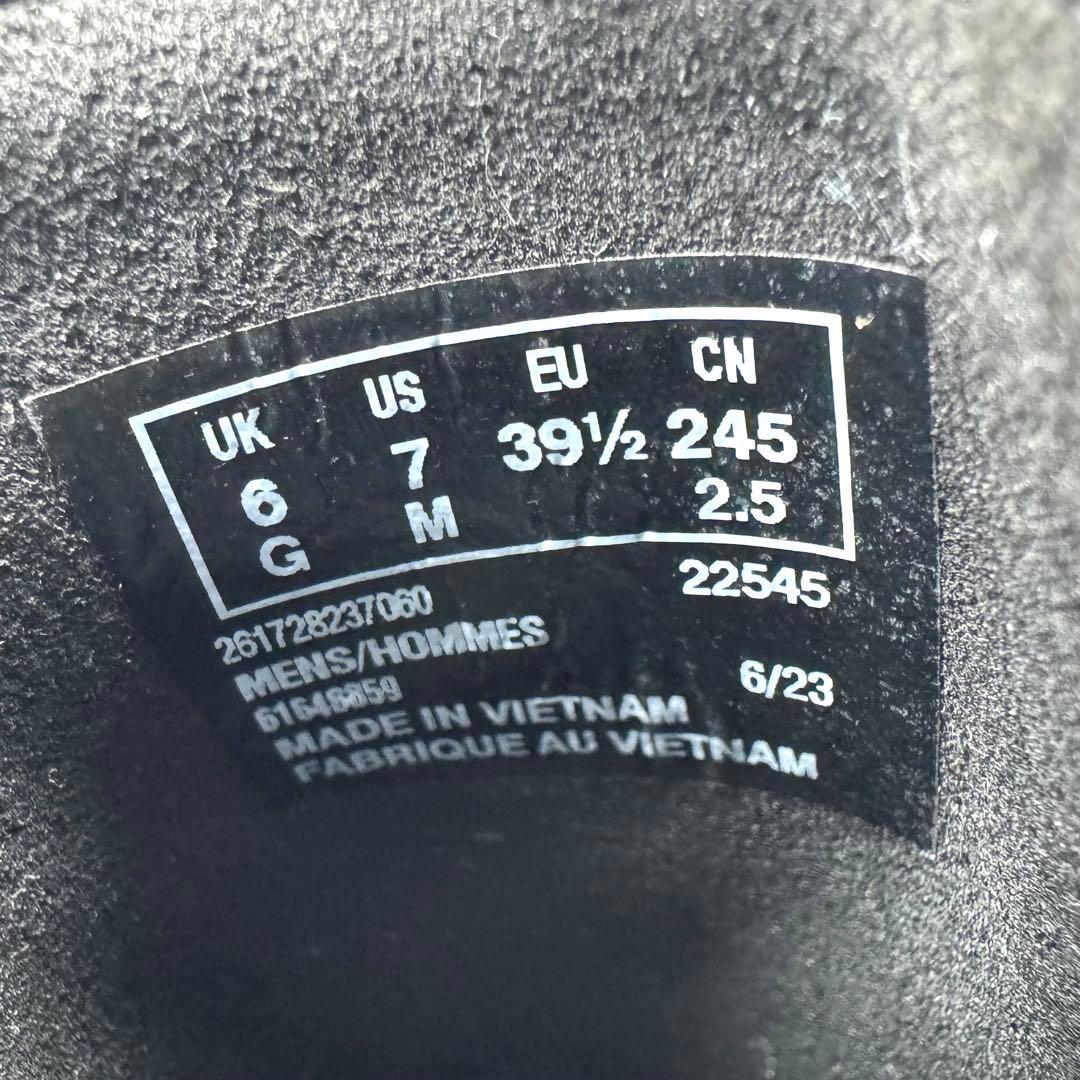 UK US EU CN
6 7 39½ 245
G M 2.5
22545
261728237060
MENS/HOMMES
6/23
MADE IN VIETNAM
FABRIQUE AU VIETNAM